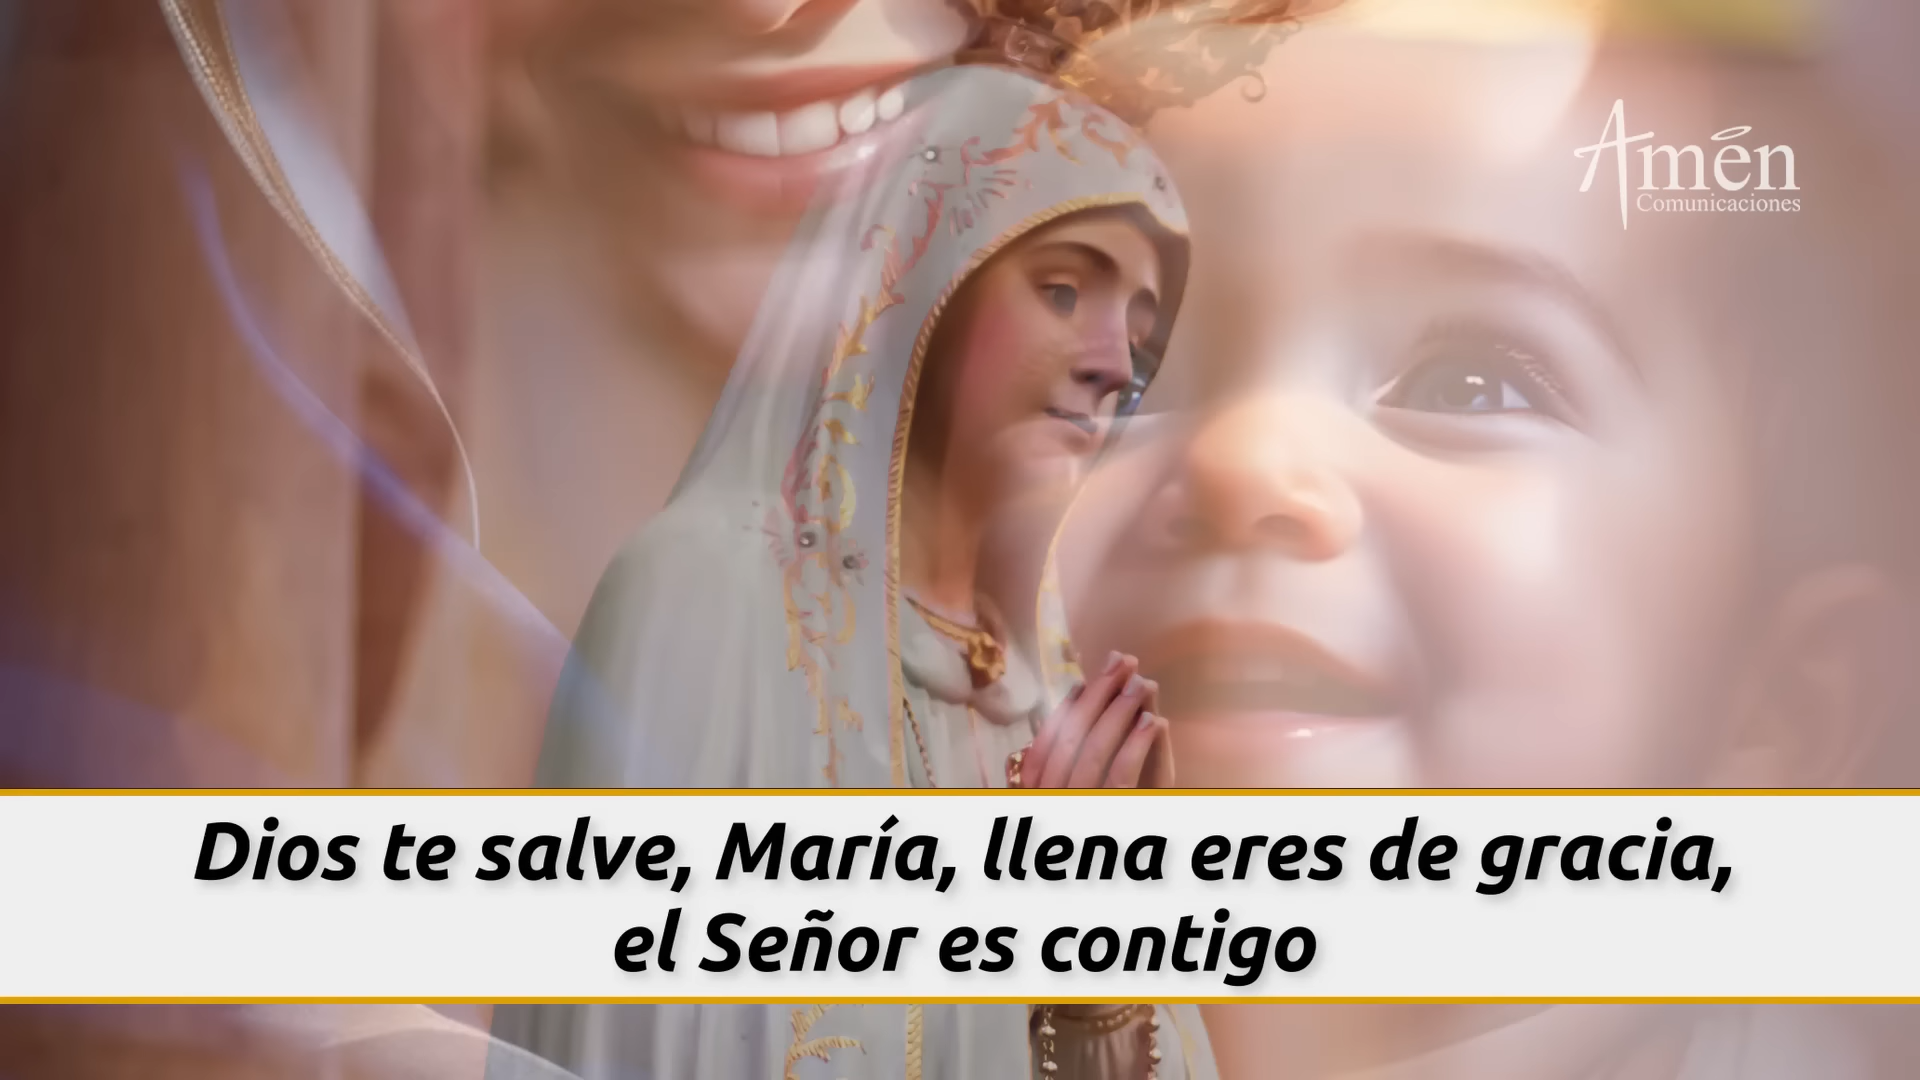 Amén
Comunicaciones
Dios te salve, María, llena eres de gracia,
el Señor es contigo